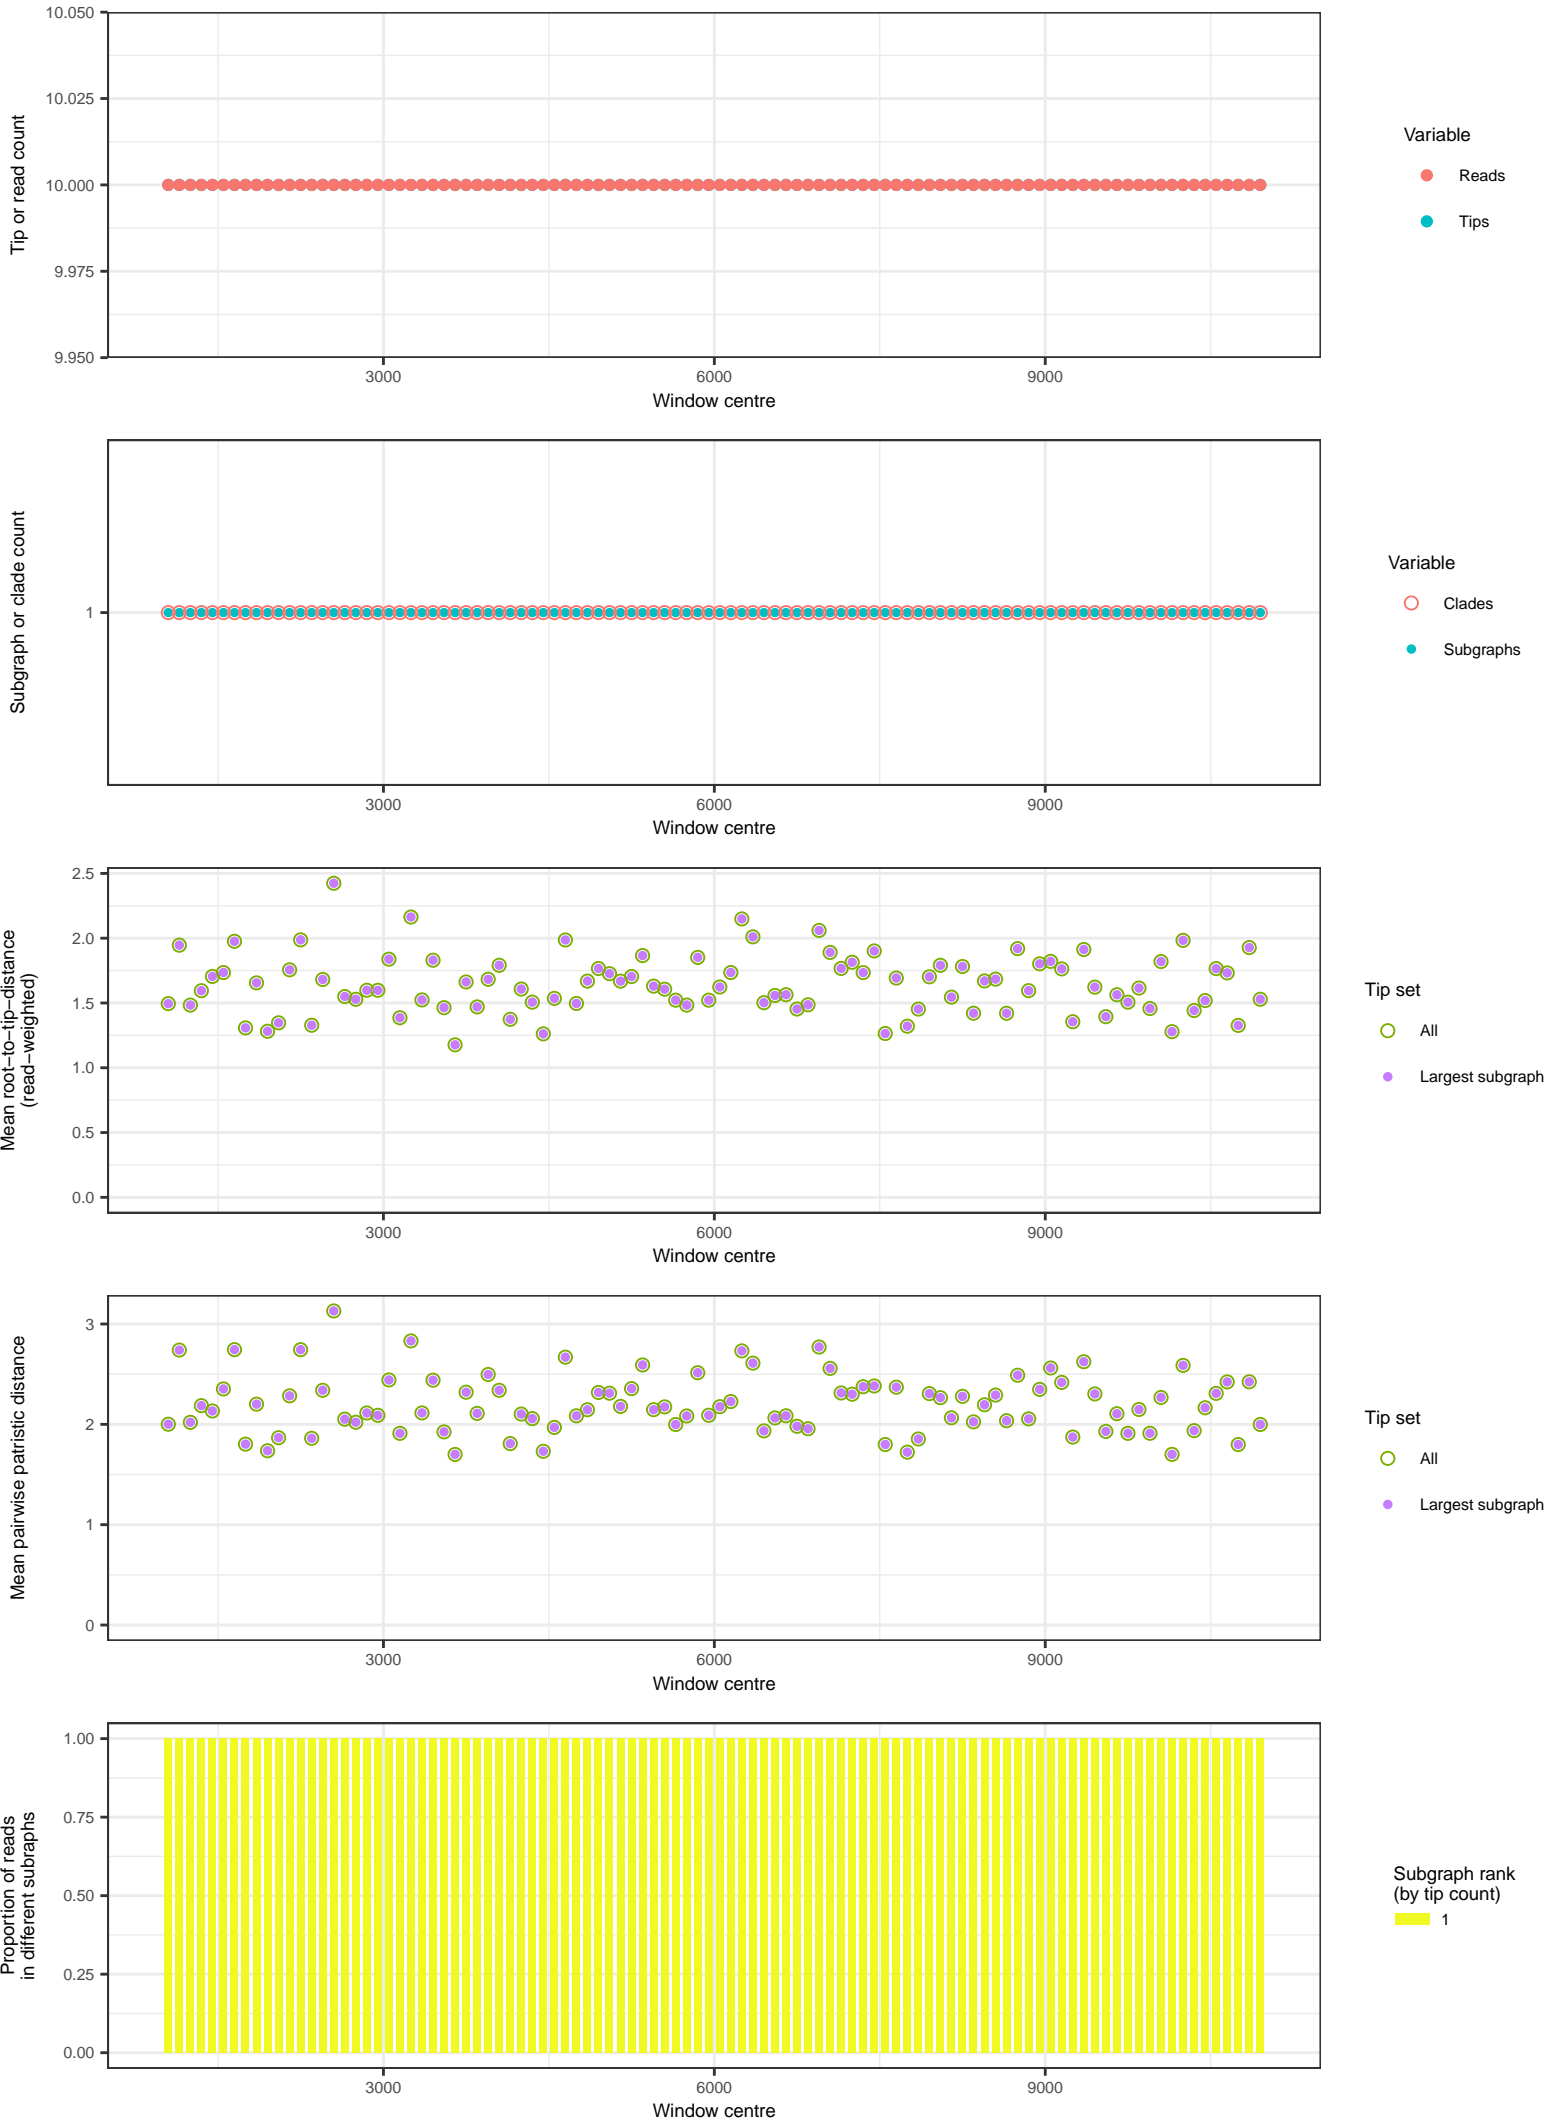 10.050
10.025
10.000
9.975
9.950
Tip or read count
3000
6000
9000
Window centre
Variable
Reads
Tips
1
Subgraph or clade count
3000
6000
9000
Window centre
Variable
Clades
Subgraphs
2.5
2.0
1.5
1.0
0.5
0.0
Mean root−to−tip−distance
(read−weighted)
3000
6000
9000
Window centre
Tip set
All
Largest subgraph
3
2
1
0
Mean pairwise patristic distance
3000
6000
9000
Window centre
Tip set
All
Largest subgraph
1.00
0.75
0.50
0.25
0.00
Proportion of reads
in different subraphs
3000
6000
9000
Window centre
Subgraph rank
(by tip count)
1